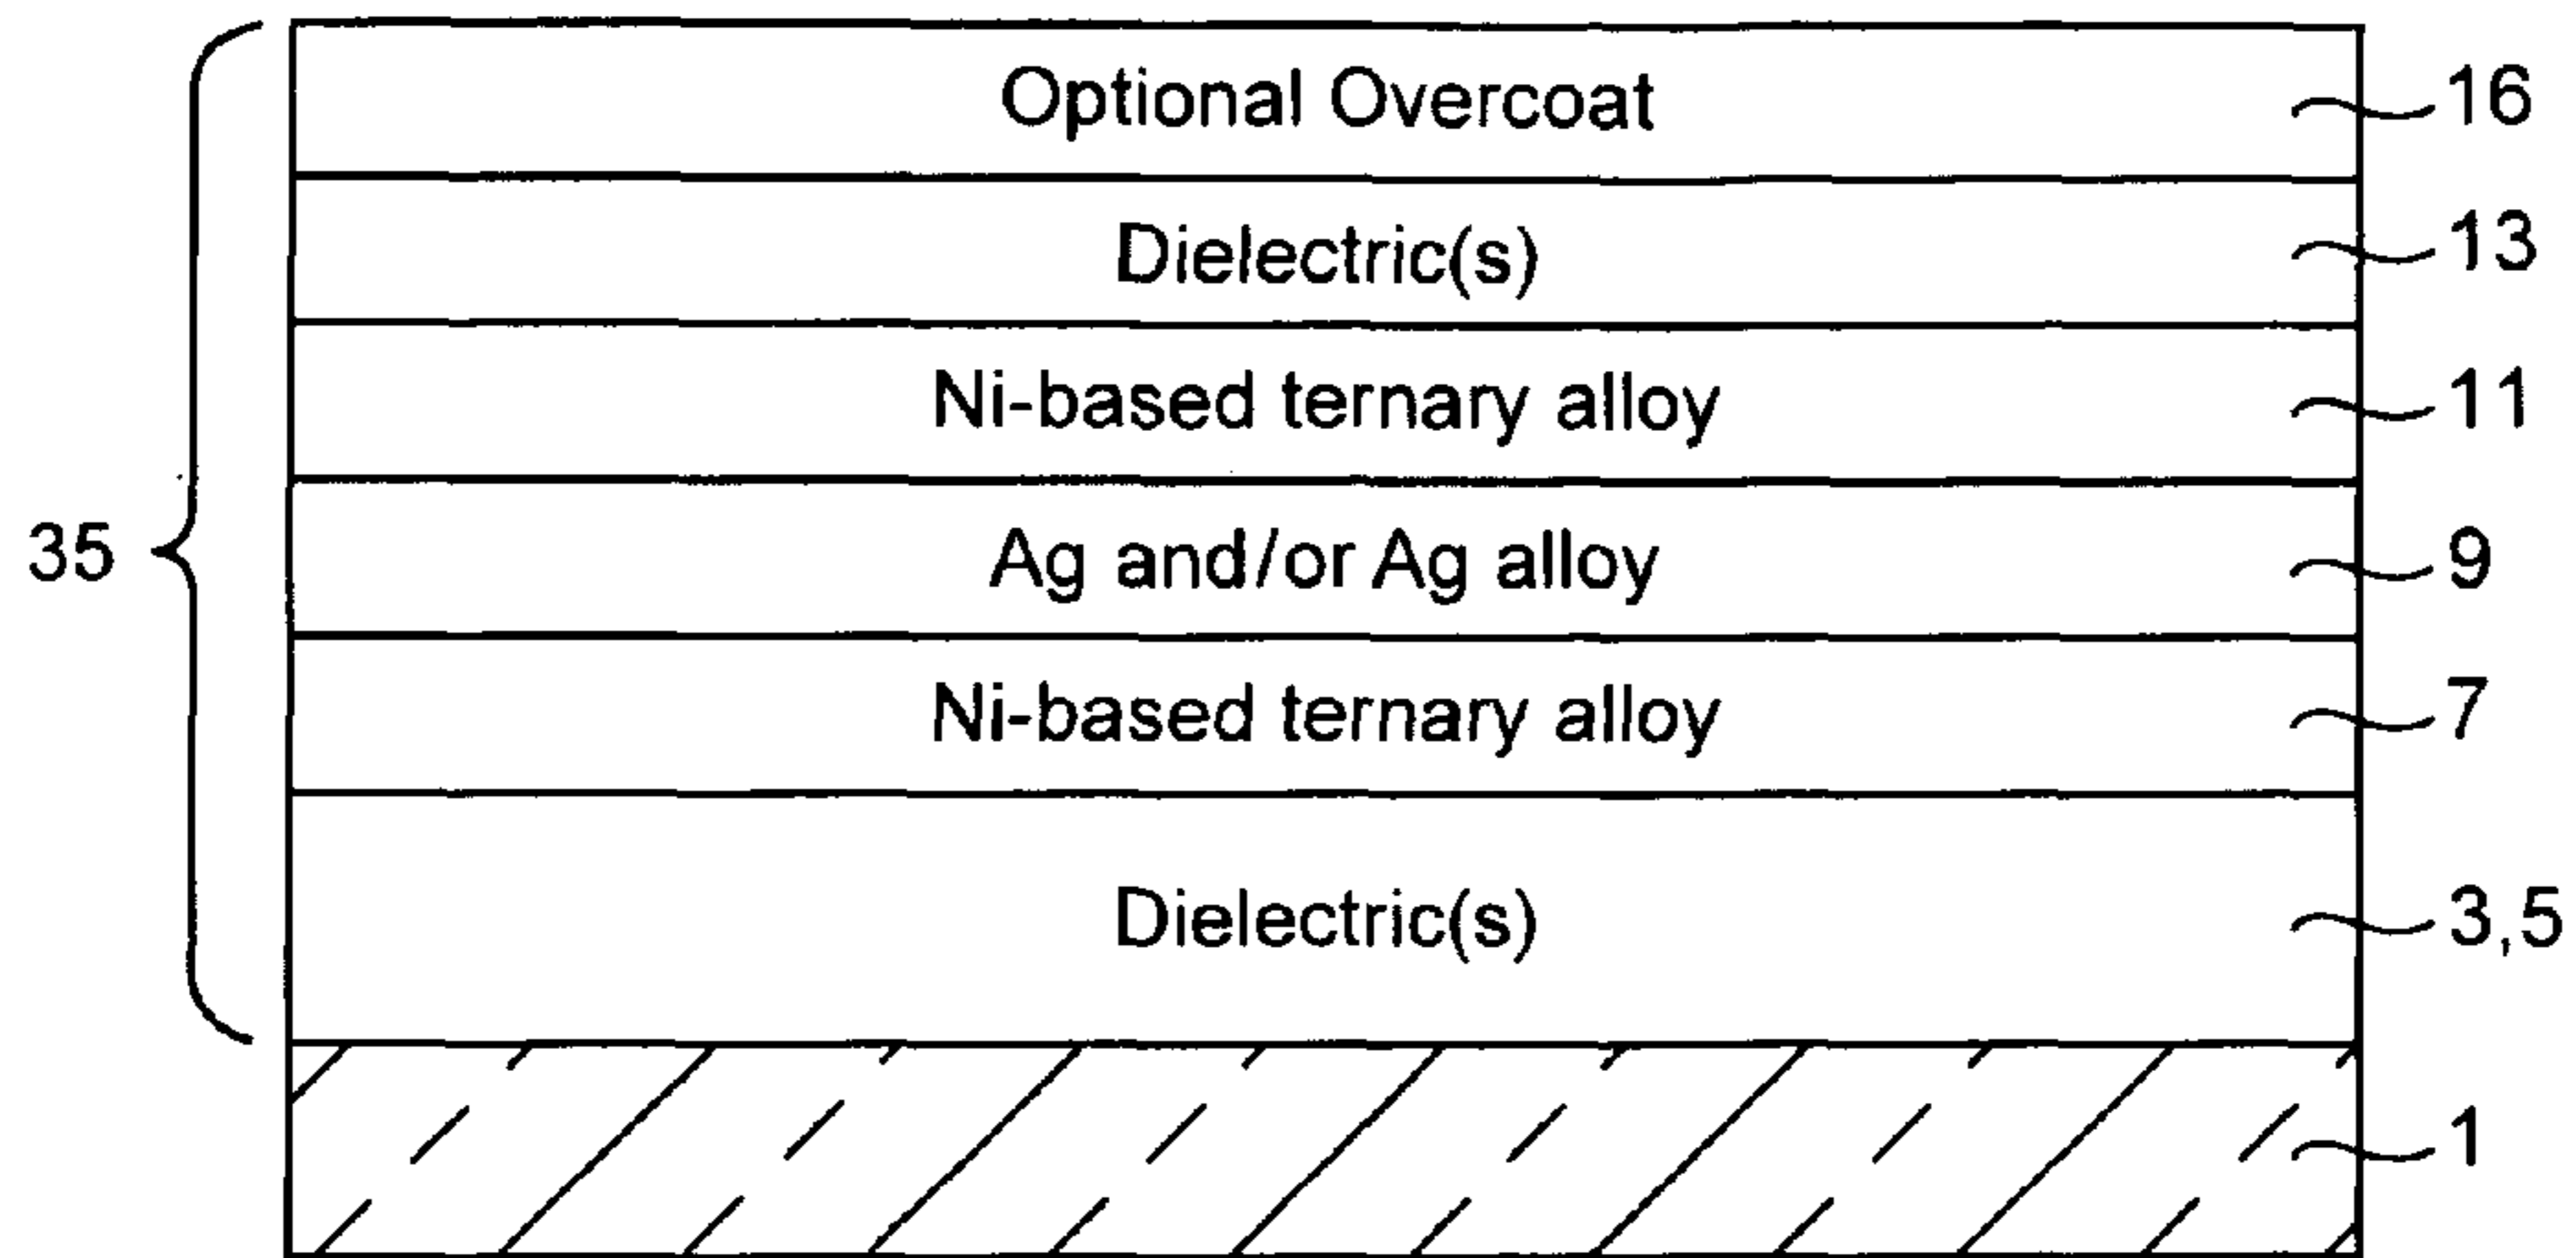 Optional Overcoat 16
Dielectric(s) 13
Ni-based ternary alloy 11
35 Ag and/or Ag alloy 9
Ni-based ternary alloy 7
Dielectric(s) 3,5
1